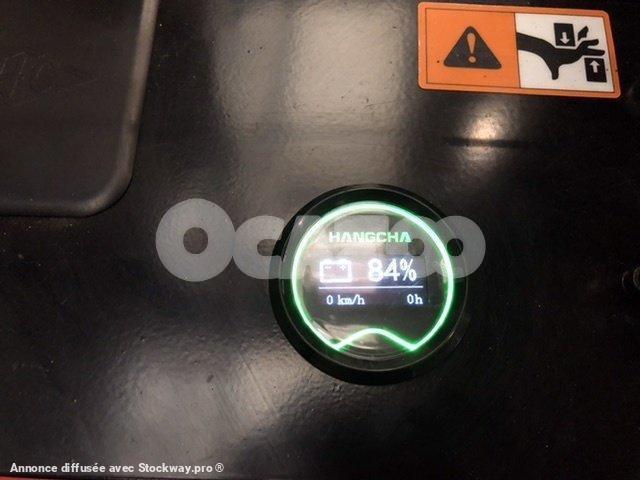 HANGCHA
84%
0 km/h 0h
Annonce diffusée avec Stockway.pro®